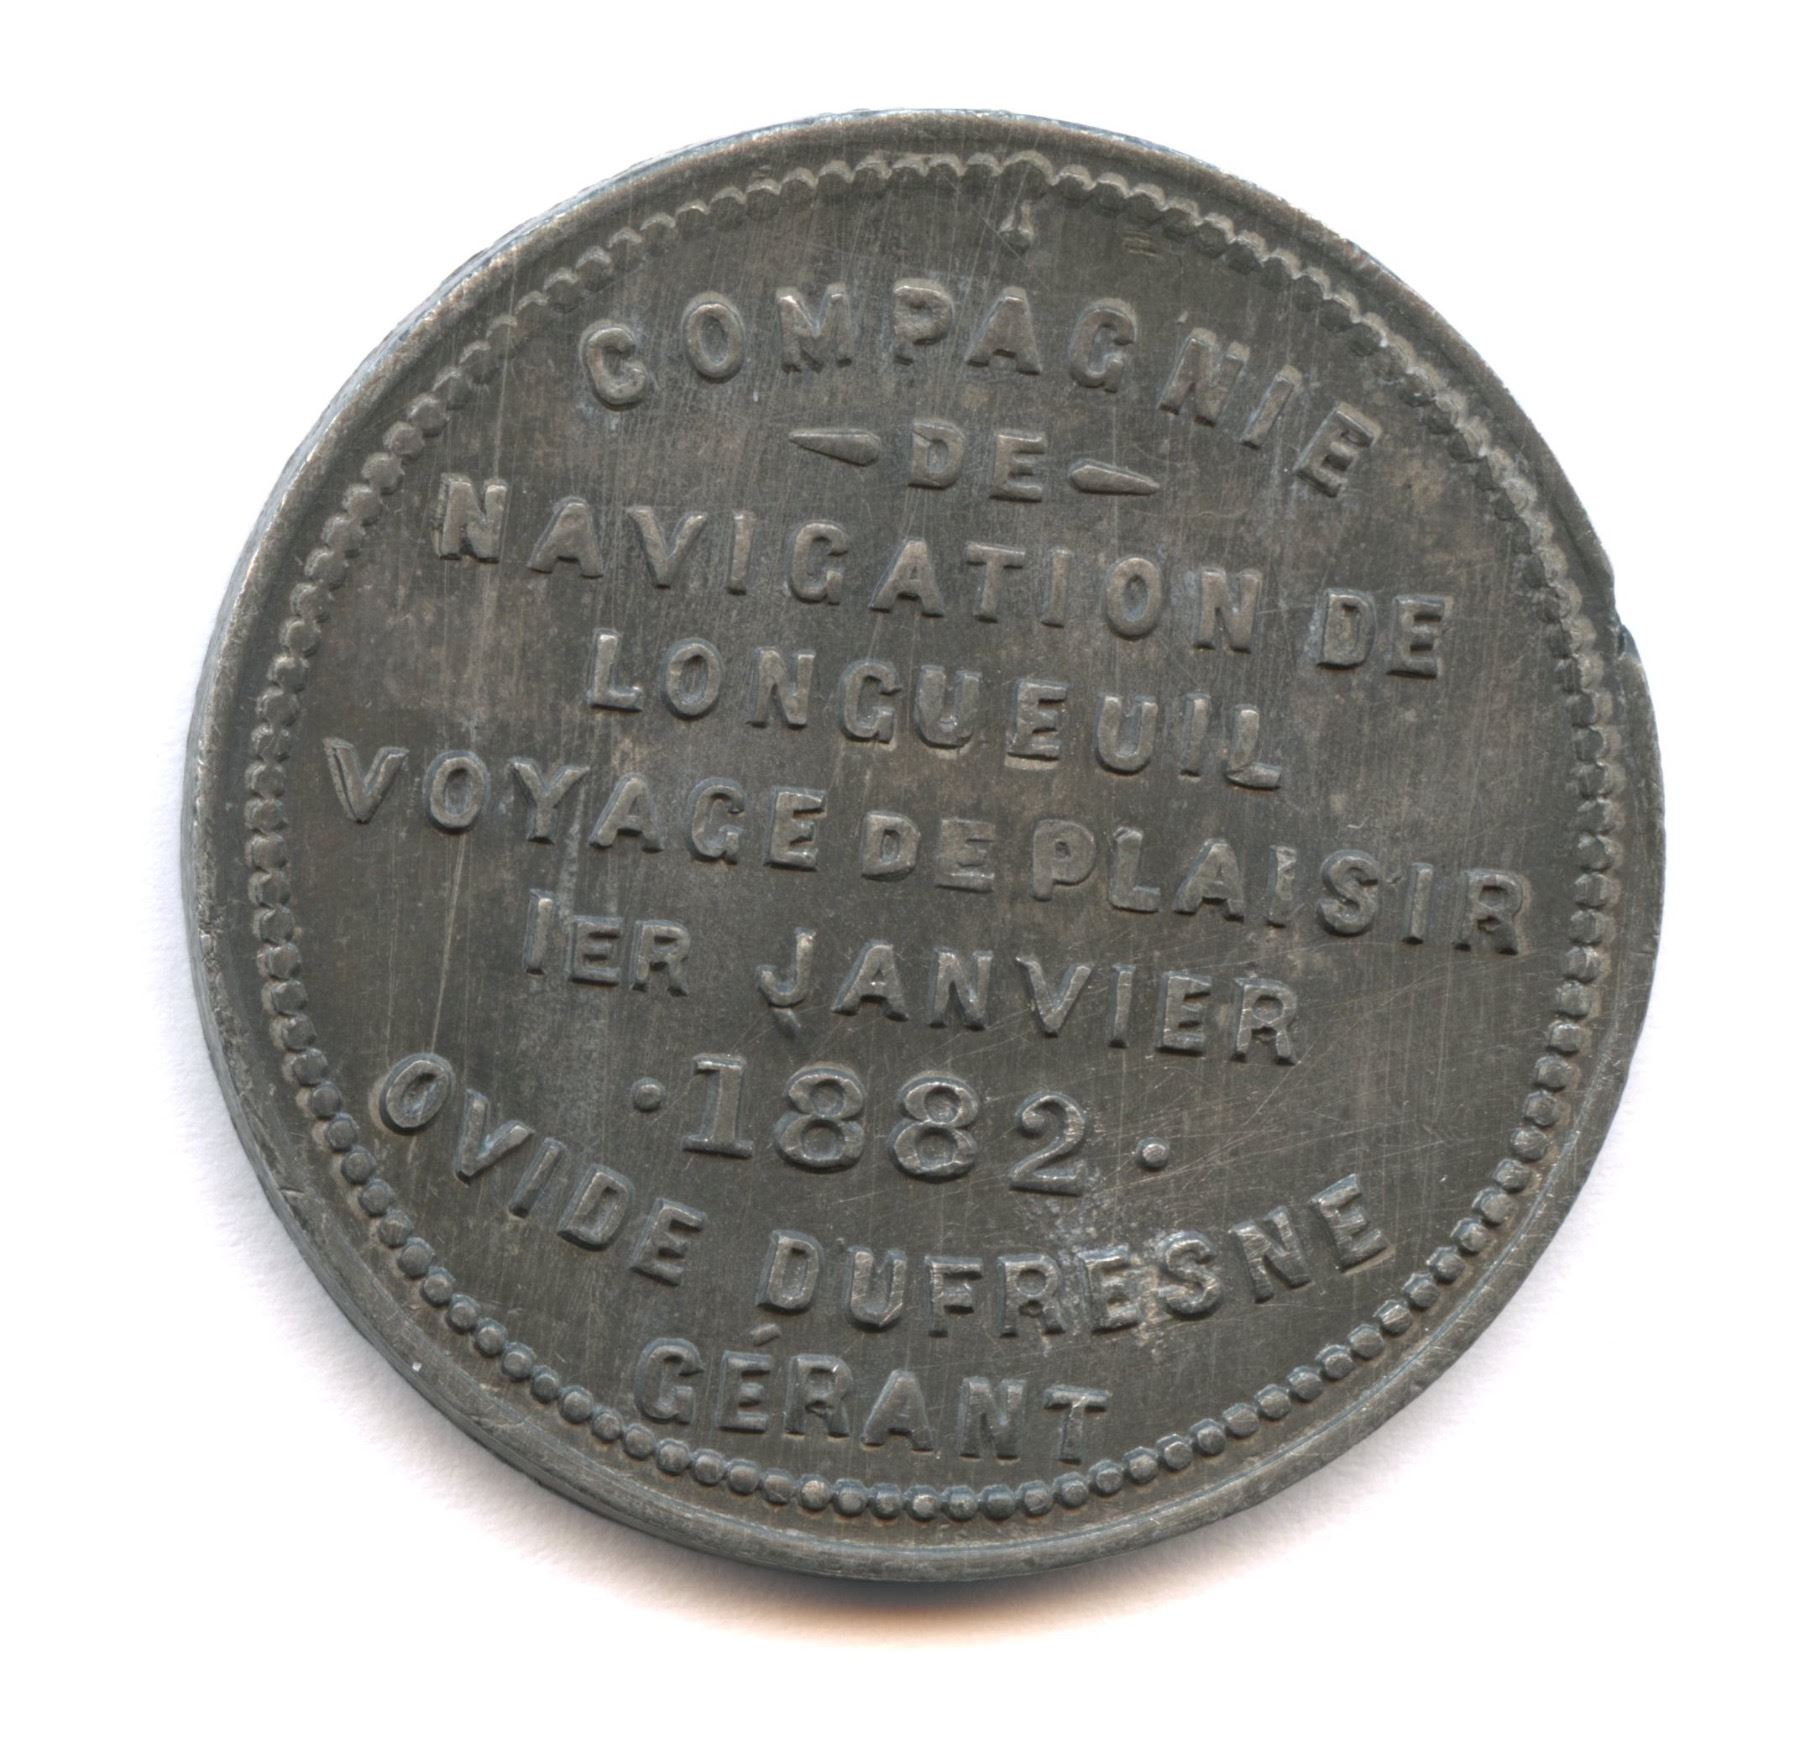 COMPAGNIE
DE
NAVIGATION DE
LONGUEUIL
VOYAGE DE PLAISIR
1ER JANVIER
· 1882 ·
OVIDE DUFRESNE
GÉRANT